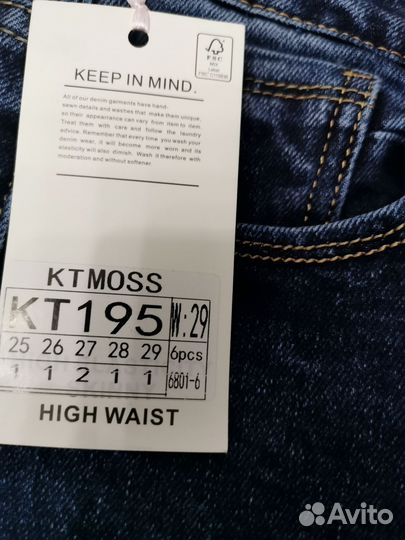 FSC
MIX
Label
KEEP IN MIND.
All of our denim garments have hand-
sewn details and washes that make them unique.
so their appearance can vary from item to item
Treat them with care and follow the laundry
advice. Remember that every time you wash your
denim wear, it will become more worn and its
elasticity will also dimish. Wash it therefore with
moderation and without softener.
KTMOSS
KT195 W:29
25 26 27 28 29 6pcs
1 1 2 1 1 6801-6
HIGH WAIST
Avito